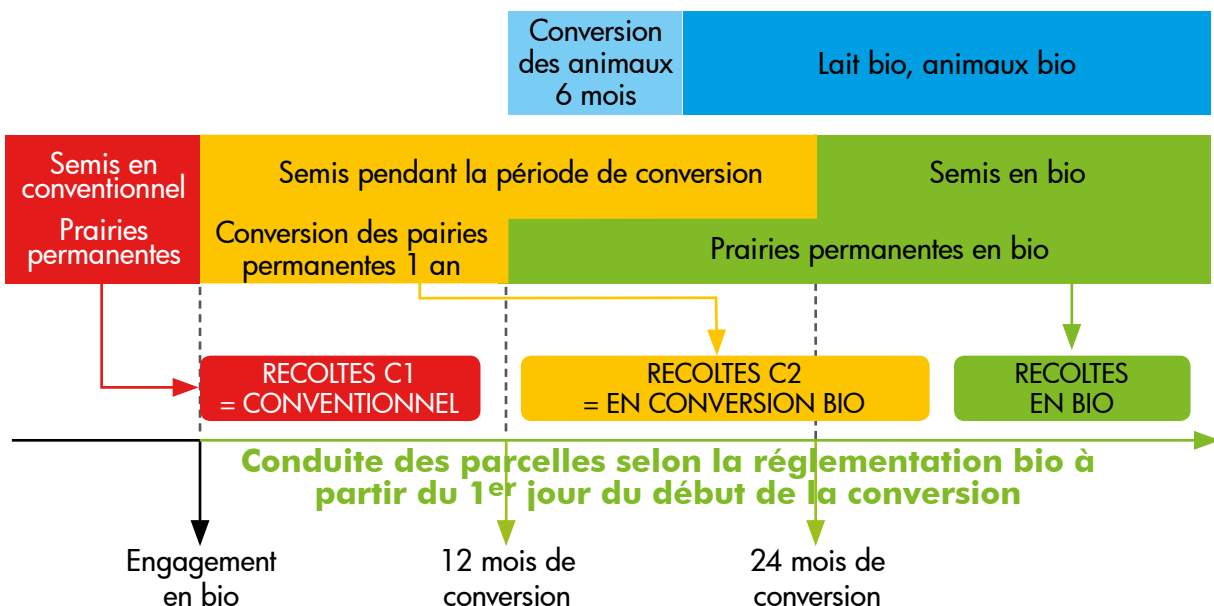 Conversion
des animaux
6 mois
Lait bio, animaux bio
Semis en
conventionnel
Semis pendant la période de conversion
Semis en bio
Prairies
permanentes
Conversion des pairies
permanentes 1 an
Prairies permanentes en bio
RECOLTES C1
= CONVENTIONNEL
RECOLTES C2
= EN CONVERSION BIO
RECOLTES
EN BIO
Conduite des parcelles selon la réglementation bio à
partir du 1er jour du début de la conversion
Engagement
en bio
12 mois de
conversion
24 mois de
conversion